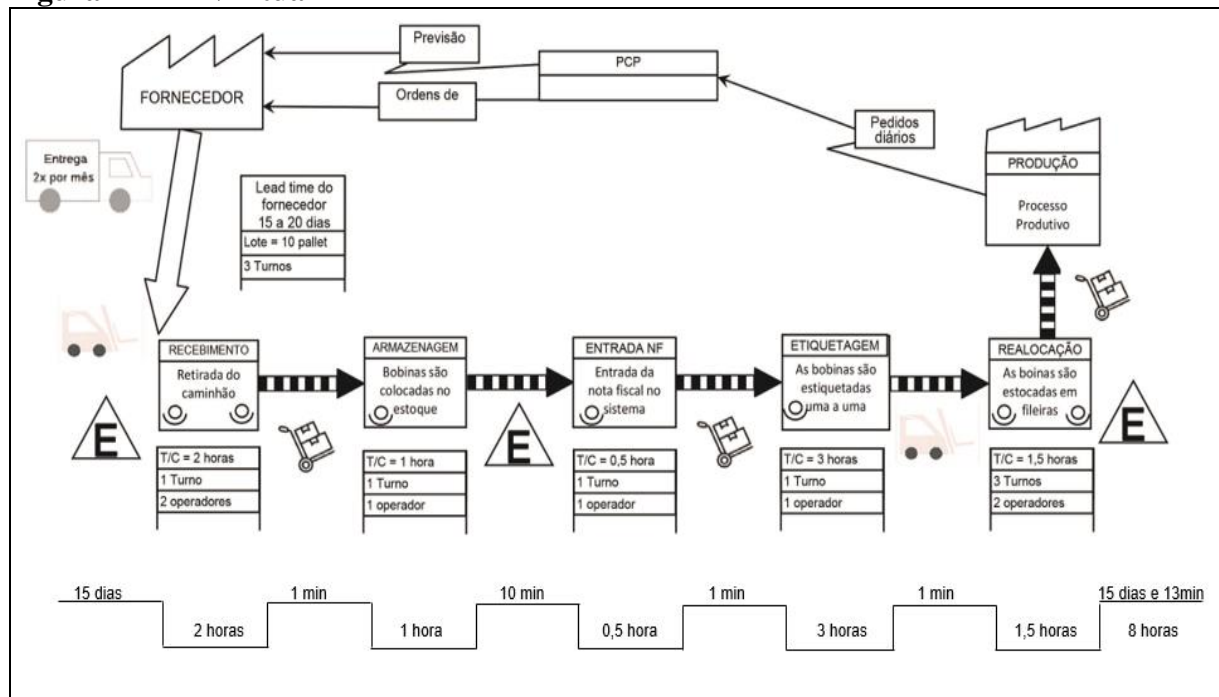 Previsão
PCP
FORNECEDOR
Ordens de
Pedidos
diários
Entrega
2x por mês
PRODUÇÃO
Processo
Produtivo
Lead time do
fornecedor
15 a 20 dias
Lote = 10 pallet
3 Turnos
RECEBIMENTO
Retirada do
caminhão
ARMAZENAGEM
Bobinas são
colocadas no
estoque
ENTRADA NF
Entrada da
nota fiscal no
sistema
ETIQUETAGEM
As bobinas são
estiquetadas
uma a uma
REALOCAÇÃO
As boinas são
estocadas em
fileiras
E
E
E
T/C = 2 horas
1 Turno
2 operadores
T/C = 1 hora
1 Turno
1 operador
T/C = 0,5 hora
1 Turno
1 operador
T/C = 3 horas
1 Turno
1 operador
T/C = 1,5 horas
3 Turnos
2 operadores
15 dias
1 min
10 min
1 min
1 min
15 dias e 13min
2 horas
1 hora
0,5 hora
3 horas
1,5 horas
8 horas